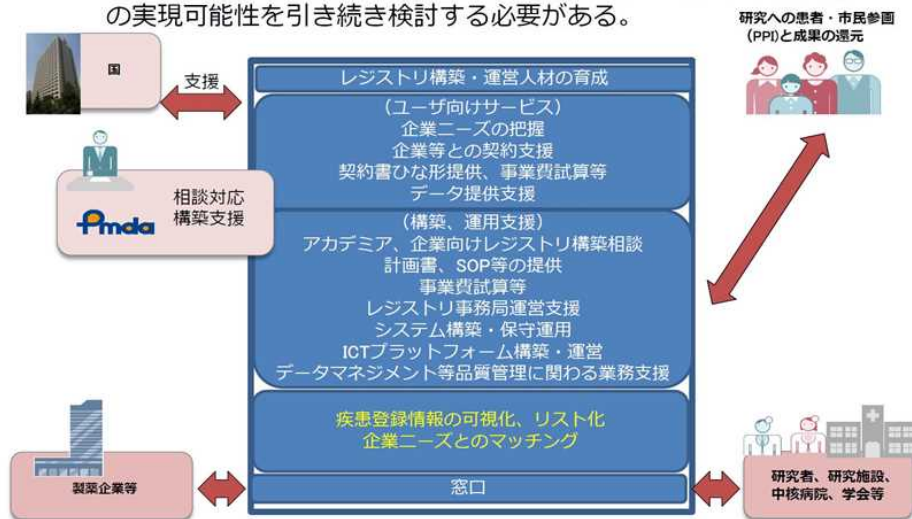 の実現可能性を引き続き検討する必要がある。
研究への患者・市民参画
(PPI)と成果の還元
国
支援
レジストリ構築・運営人材の育成
（ユーザ向けサービス）
企業ニーズの把握
企業等との契約支援
契約書ひな形提供、事業費試算等
データ提供支援
相談対応
構築支援
Pmda
（構築、運用支援）
アカデミア、企業向けレジストリ構築相談
計画書、SOP等の提供
事業費試算等
レジストリ事務局運営支援
システム構築・保守運用
ICTプラットフォーム構築・運営
データマネジメント等品質管理に関わる業務支援
疾患登録情報の可視化、リスト化
企業ニーズとのマッチング
製薬企業等
窓口
研究者、研究施設、
中核病院、学会等